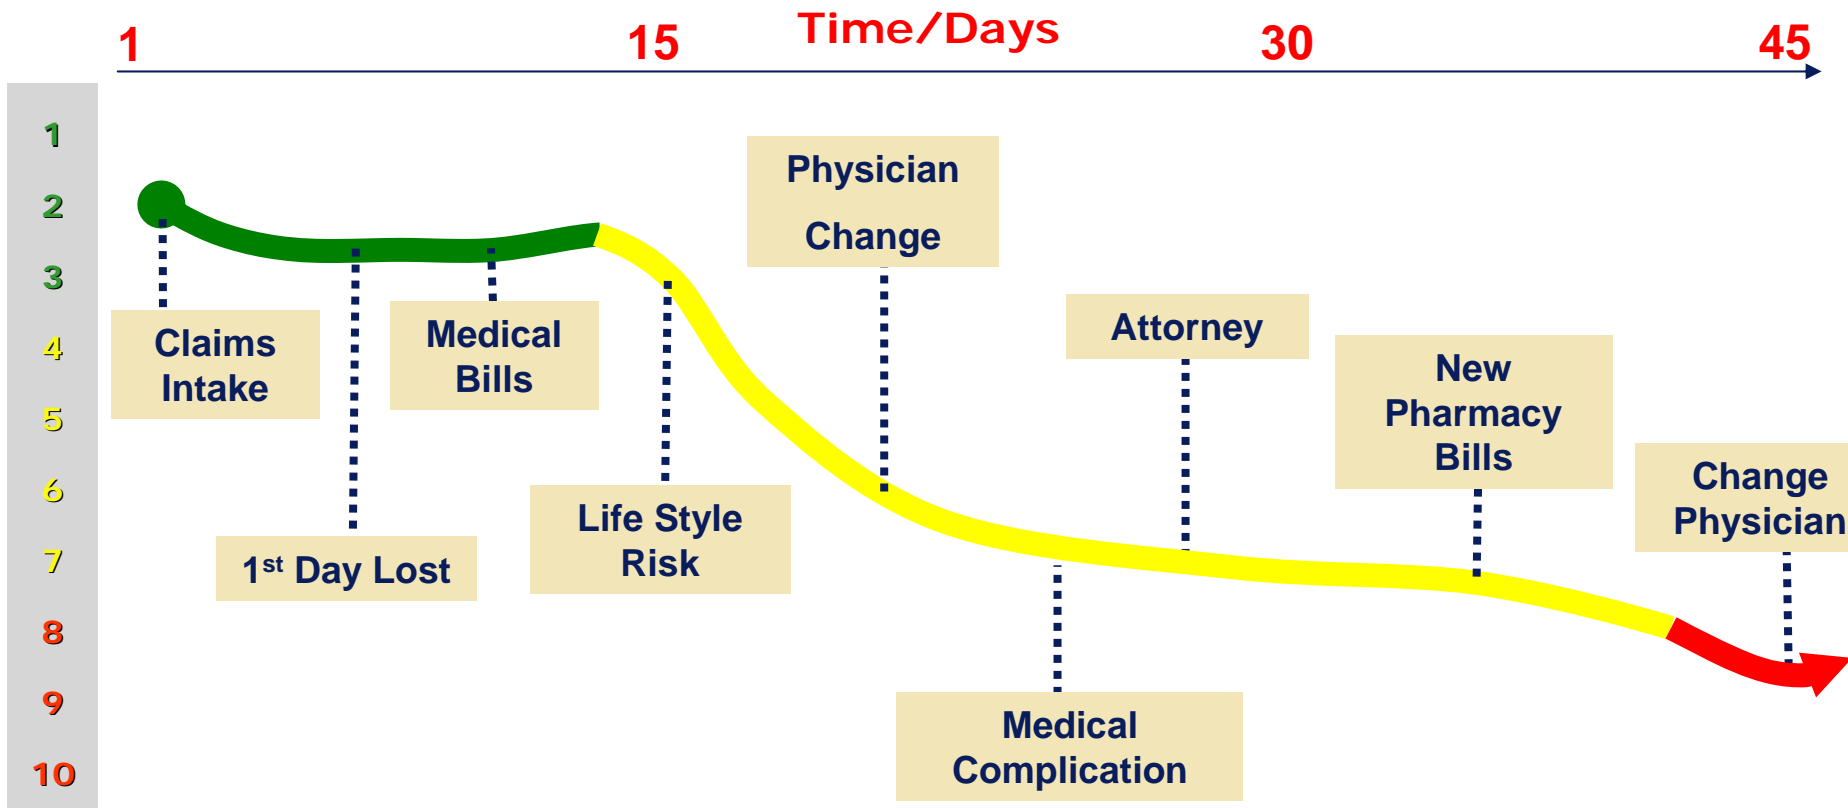 Time/Days
1
15
30
45
1
2
3
4
5
6
7
8
9
10
Claims
Intake
1st Day Lost
Medical
Bills
Life Style
Risk
Physician
Change
Medical
Complication
Attorney
New
Pharmacy
Bills
Change
Physician